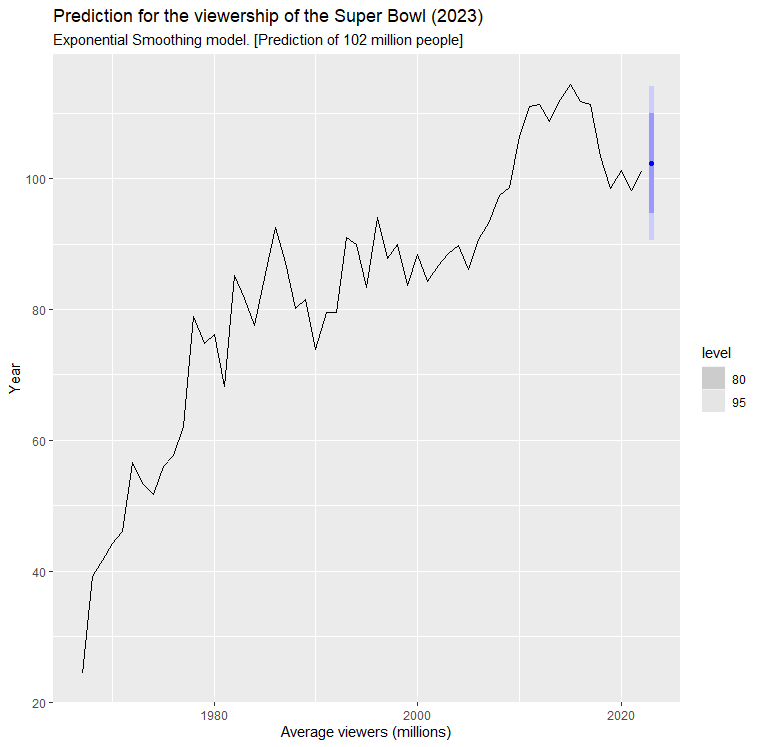 Prediction for the viewership of the Super Bowl (2023)
Exponential Smoothing model. [Prediction of 102 million people]
100
80
60
40
20
Year
1980
2000
2020
Average viewers (millions)
level
80
95